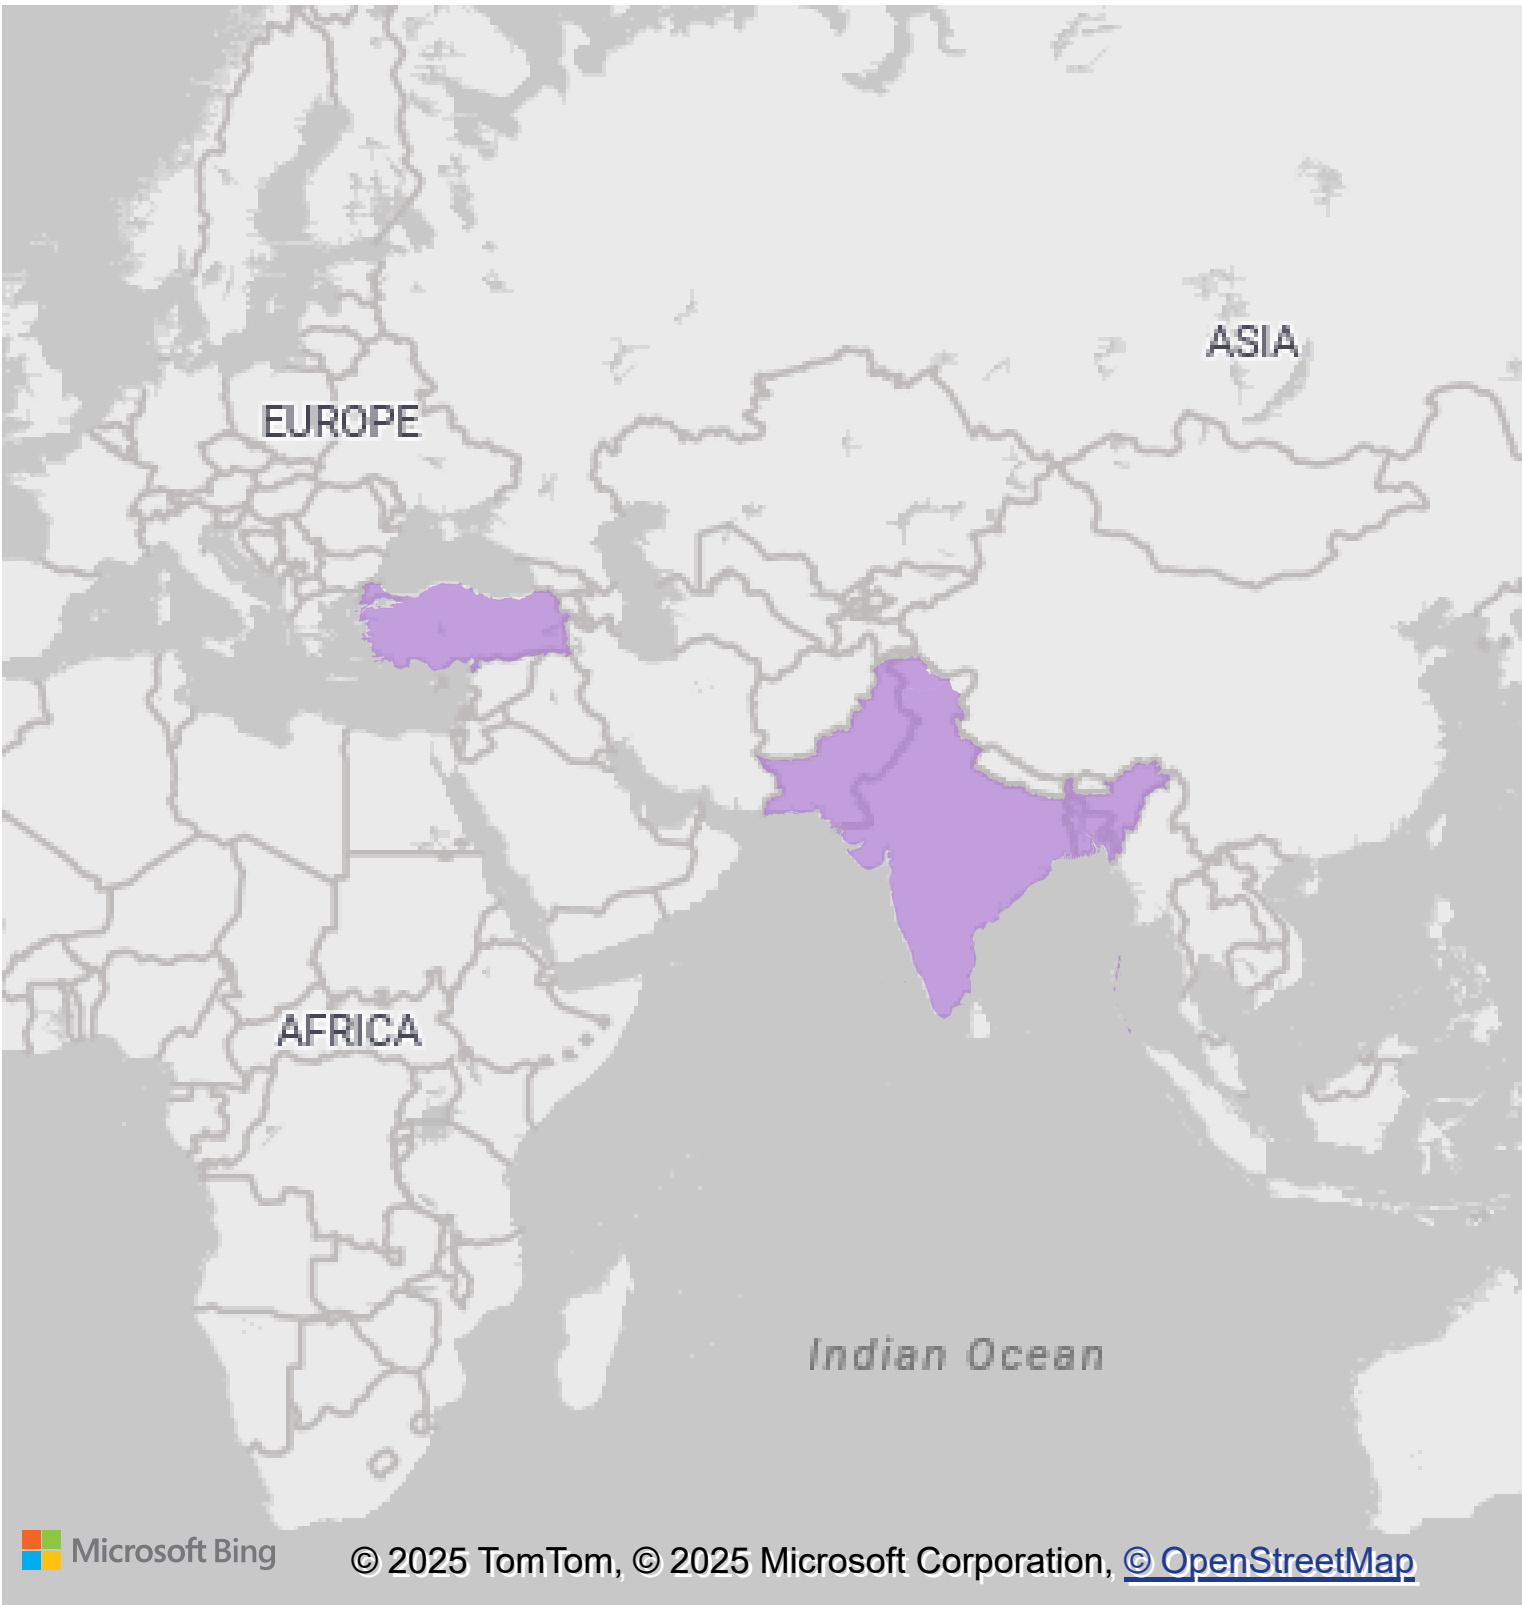 ASIA
EUROPE
AFRICA
Indian Ocean
Microsoft Bing
© 2025 TomTom, © 2025 Microsoft Corporation, © OpenStreetMap